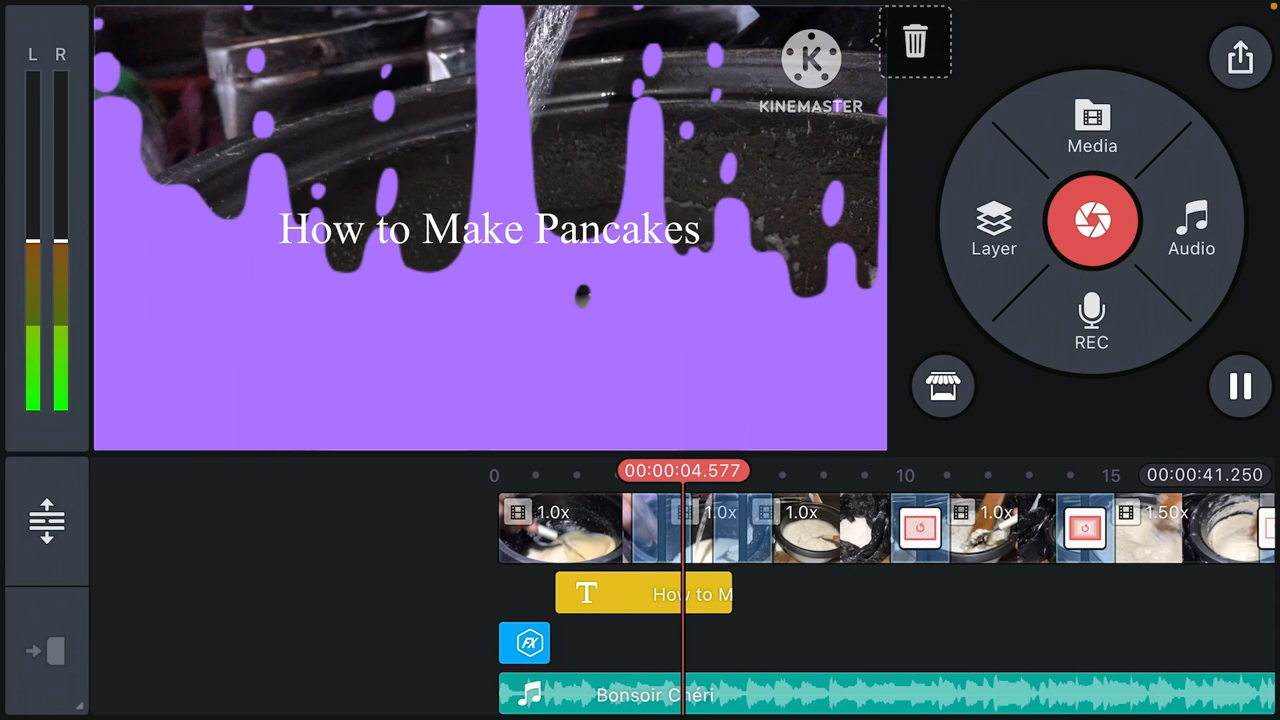 L R
KINEMASTER
How to Make Pancakes
Media
Layer
Audio
REC
0
00:00:04.577
10
15
00:00:41.250
1.0x
1.0x
1.0x
1.0x
1.50x
T
How to M
FX
Bonsoir Chéri